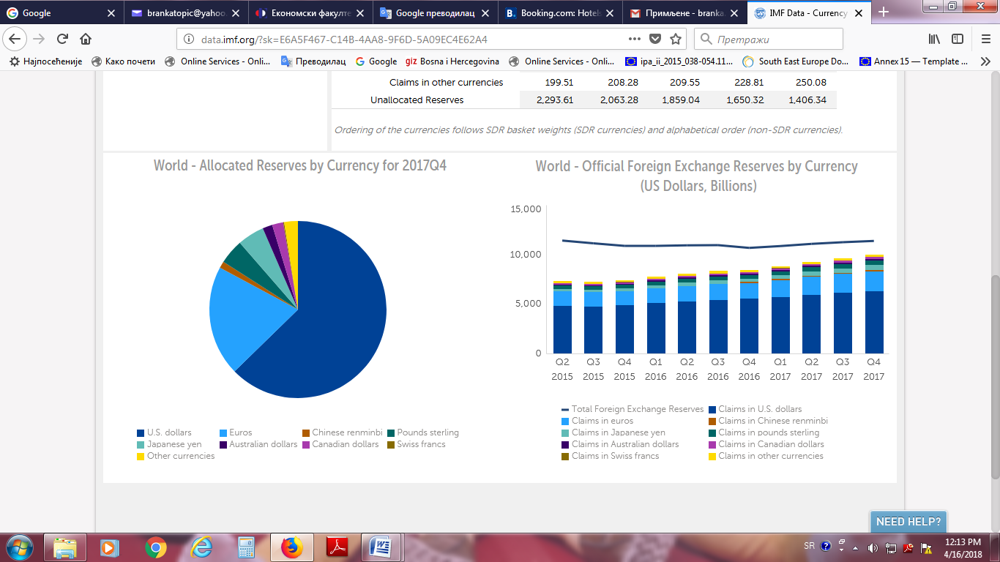 Google
brankatopic@yahoo.
Економски факулте
Google преводилац
Booking.com: Hotels
Примљене - branka.
IMF Data - Currency
data.imf.org/?sk=E6A5F467-C14B-4AA8-9F6D-5A09EC4E62A4
Претражи
Најпосећеније
Како почети
Online Services - Onli...
Преводилац
Google
giz Bosna i Hercegovina
Online Services - Onli...
ipa_ii_2015_038-054.11...
South East Europe Do...
Annex 15 — Template ...
Claims in other currencies 199.51 208.28 209.55 228.81 250.08
Unallocated Reserves 2,293.61 2,063.28 1,859.04 1,650.32 1,406.34
Ordering of the currencies follows SDR basket weights (SDR currencies) and alphabetical order (non-SDR currencies).
World - Allocated Reserves by Currency for 2017Q4
U.S. dollars Euros Chinese renminbi Pounds sterling
Japanese yen Australian dollars Canadian dollars Swiss francs
Other currencies
World - Official Foreign Exchange Reserves by Currency
(US Dollars, Billions)
15,000
10,000
5,000
0
Q2 Q3 Q4 Q1 Q2 Q3 Q4 Q1 Q2 Q3 Q4
2015 2015 2015 2016 2016 2016 2016 2017 2017 2017 2017
Total Foreign Exchange Reserves Claims in U.S. dollars
Claims in euros Claims in Chinese renminbi
Claims in Japanese yen Claims in pounds sterling
Claims in Australian dollars Claims in Canadian dollars
Claims in Swiss francs Claims in other currencies
NEED HELP?
SR
12:13 PM
4/16/2018